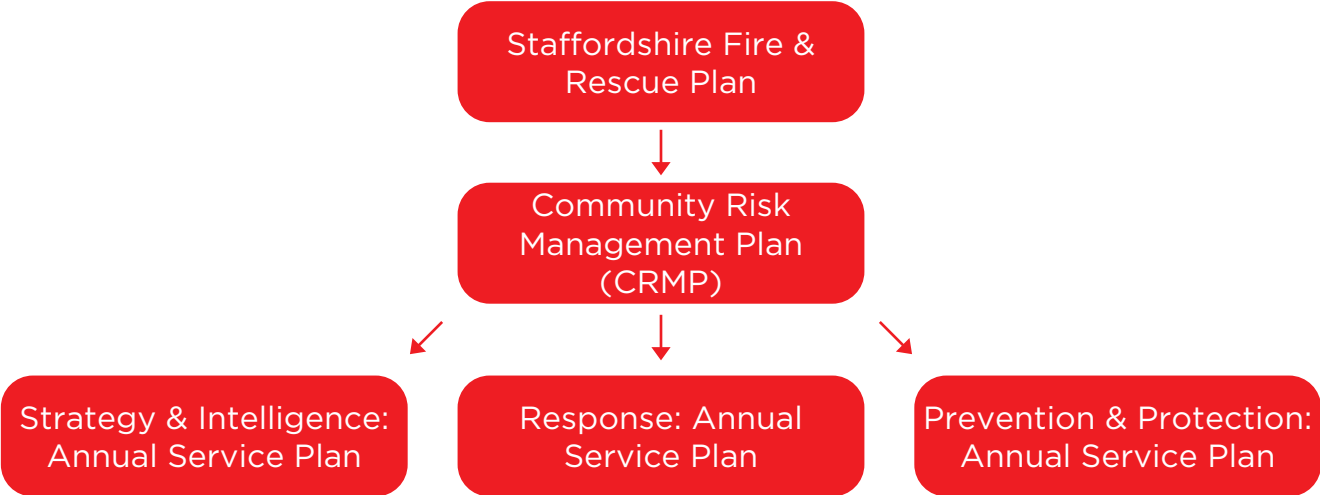 Staffordshire Fire &
Rescue Plan
Community Risk
Management Plan
(CRMP)
Strategy & Intelligence:
Annual Service Plan
Response: Annual
Service Plan
Prevention & Protection:
Annual Service Plan